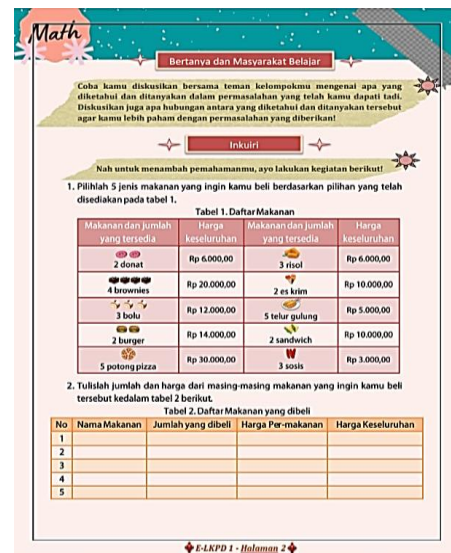 Math
Bertanya dan Masyarakat Belajar
Coba kamu diskusikan bersama teman kelompokmu mengenai apa yang
diketahui dan ditanyakan dalam permasalahan yang telah kamu dapati tadi.
Diskusikan juga apa hubungan antara yang diketahui dan ditanyakan tersebut
agar kamu lebih paham dengan permasalahan yang diberikan!
Inkuiri
Nah untuk menambah pemahamanmu, ayo lakukan kegiatan berikut!
1. Pilihlah 5 jenis makanan yang ingin kamu beli berdasarkan pilihan yang telah
disediakan pada tabel 1.
Tabel 1. Daftar Makanan
Makanan dan Jumlah yang tersedia Harga keseluruhan Makanan dan Jumlah yang tersedia Harga keseluruhan
2 donat Rp 6.000,00 3 risol Rp 6.000,00
4 brownies Rp 20.000,00 2 es krim Rp 10.000,00
3 bolu Rp 12.000,00 5 telur gulung Rp 5.000,00
2 burger Rp 14.000,00 2 sandwich Rp 10.000,00
5 potong pizza Rp 30.000,00 3 sosis Rp 3.000,00
2. Tulislah jumlah dan harga dari masing-masing makanan yang ingin kamu beli
tersebut kedalam tabel 2 berikut.
Tabel 2. Daftar Makanan yang dibeli
No Nama Makanan Jumlah yang dibeli Harga Per-makanan Harga Keseluruhan
1
2
3
4
5
E-LKPD 1 - Halaman 2